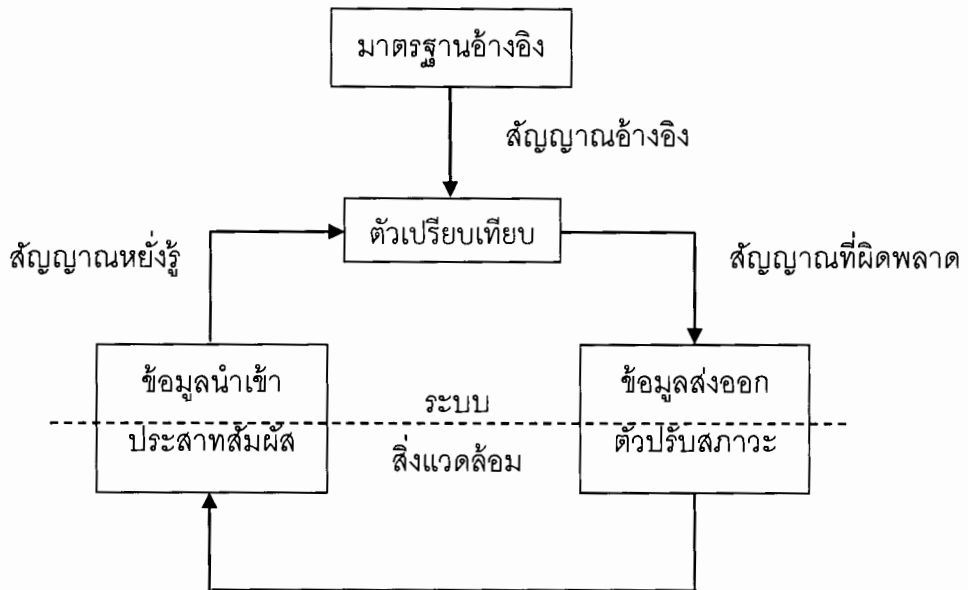 มาตรฐานอ้างอิง
สัญญาณอ้างอิง
ตัวเปรียบเทียบ
สัญญาณหยั่งรู้
สัญญาณที่ผิดพลาด
ข้อมูลนำเข้า
ประสาทสัมผัส
ระบบ
สิ่งแวดล้อม
ข้อมูลส่งออก
ตัวปรับสภาวะ